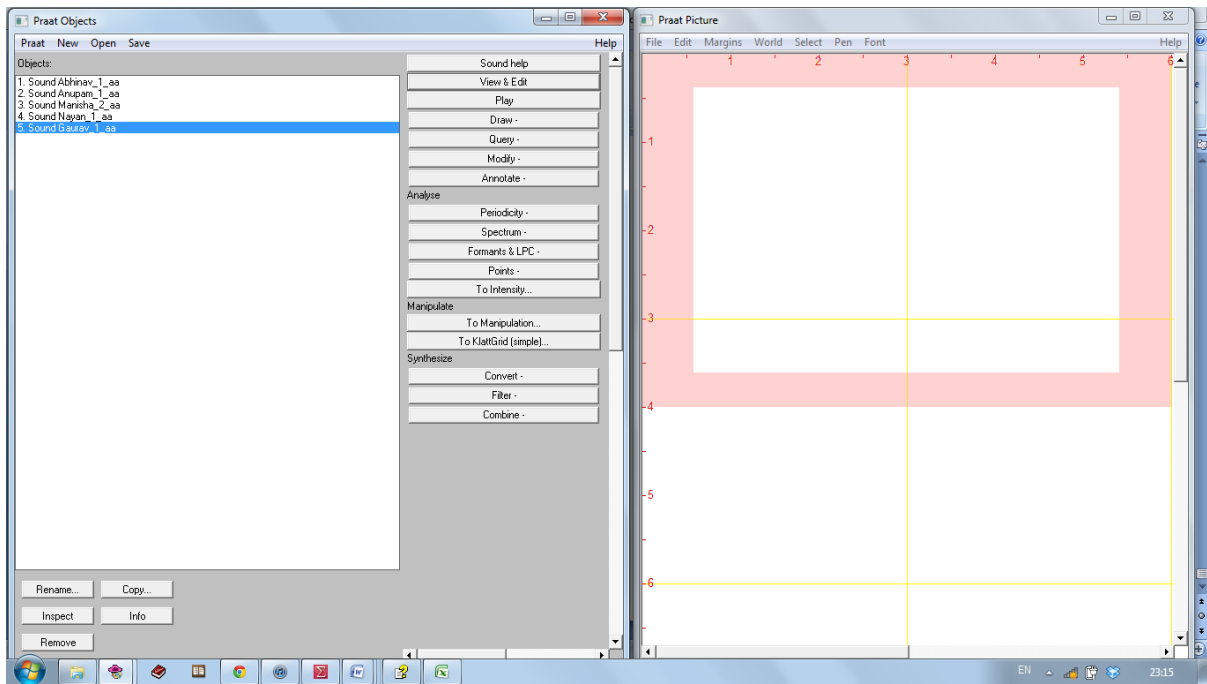 Praat Objects
Praat New Open Save Help
Objects:
1. Sound Abhinav_1_aa
2. Sound Anupam_1_aa
3. Sound Manisha_2_aa
4. Sound Nayan_1_aa
5. Sound Gaurav_1_aa
Sound help
View & Edit
Play
Draw -
Query -
Modify -
Annotate -
Analyse
Periodicity -
Spectrum -
Formants & LPC -
Points -
To Intensity...
Manipulate
To Manipulation...
To KlattGrid (simple)...
Synthesize
Convert -
Filter -
Combine -
Rename... Copy...
Inspect Info
Remove
Praat Picture
File Edit Margins World Select Pen Font Help
1 2 3 4 5 6
1
2
3
4
5
6
EN 23:15